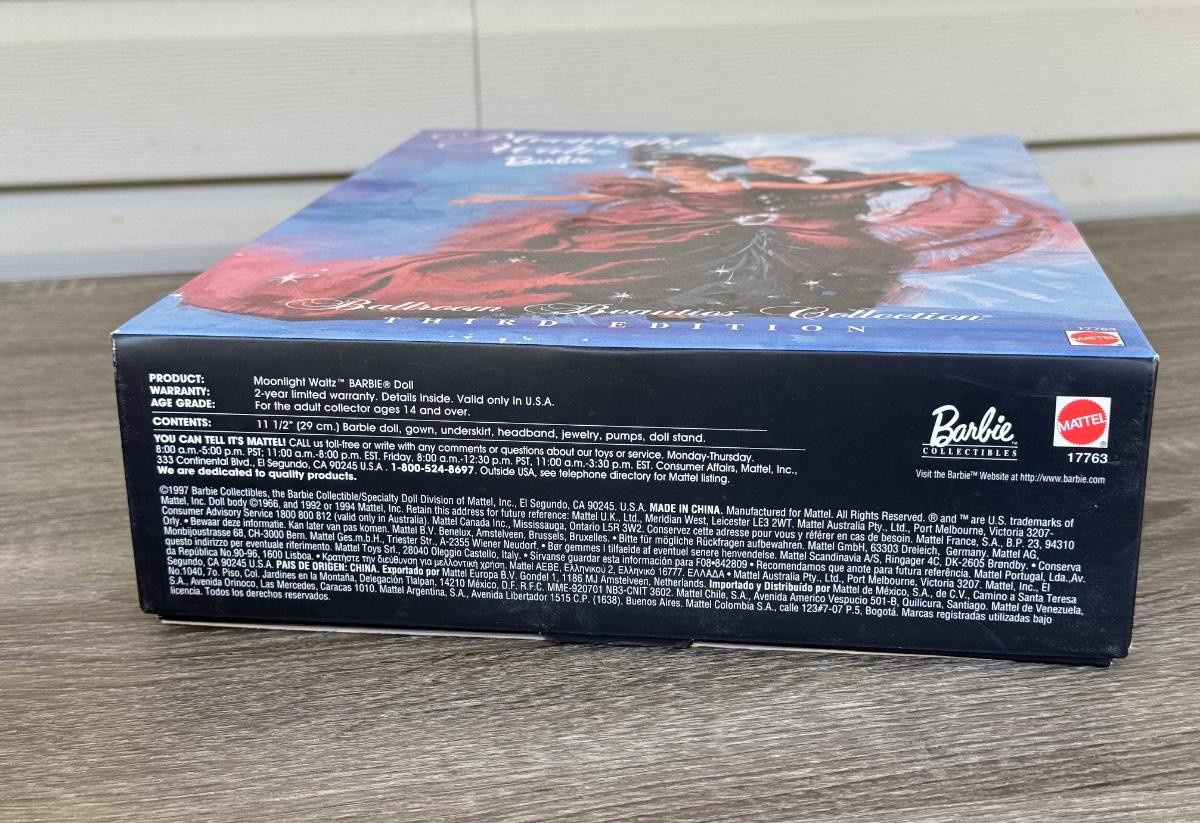 Moonlight
Waltz
Barbie
Ballroom Beauties Collection™
THIRD EDITION
17763
MATTEL
PRODUCT: Moonlight Waltz™ BARBIE® Doll
WARRANTY: 2-year limited warranty. Details inside. Valid only in U.S.A.
AGE GRADE: For the adult collector ages 14 and over.
CONTENTS: 11 1/2" (29 cm.) Barbie doll, gown, underskirt, headband, jewelry, pumps, doll stand.
YOU CAN TELL IT'S MATTEL! CALL us toll-free or write with any comments or questions about our toys or service. Monday-Thursday.
8:00 a.m.-5:00 p.m. PST; 11:00 a.m.-8:00 p.m. EST. Friday, 8:00 a.m.-12:30 p.m. PST, 11:00 a.m.-3:30 p.m. EST. Consumer Affairs, Mattel, Inc.,
333 Continental Blvd., El Segundo, CA 90245 U.S.A. 1-800-524-8697. Outside USA, see telephone directory for Mattel listing.
We are dedicated to quality products.
Barbie™
COLLECTIBLES
MATTEL®
17763
Visit the Barbie™ Website at http://www.barbie.com
©1997 Barbie Collectibles, the Barbie Collectible/Specialty Doll Division of Mattel, Inc., El Segundo, CA 90245. U.S.A. MADE IN CHINA. Manufactured for Mattel. All Rights Reserved. ® and ™ are U.S. trademarks of
Mattel, Inc. Doll body ©1966, and 1992 or 1994 Mattel, Inc. Retain this address for future reference: Mattel U.K., Ltd., Meridian West, Leicester LE3 2WT. Mattel Australia Pty., Ltd., Port Melbourne, Victoria 3207-
Consumer Advisory Service 1800 800 812 (valid only in Australia). Mattel Canada Inc., Mississauga, Ontario L5R 3W2. Conservez cette adresse pour vous y référer en cas de besoin. Mattel France, S.A., B.P. 23, 94310
Orly. • Bewaar deze informatie. Kan later van pas komen. Mattel B.V. Benelux, Amstelveen, Brussels, Bruxelles. • Bitte für mögliche Rückfragen aufbewahren. Mattel GmbH, 63303 Dreieich, Germany. Mattel AG,
Monbijoustrasse 68, CH-3000 Bern. Mattel Ges.m.b.H., Triester Str., A-2355 Wiener Neudorf. • Bør gemmes i tilfælde af eventuel senere henvendelse. Mattel Scandinavia A/S, Ringager 4C, DK-2605 Brøndby. • Conserva
questo indirizzo per eventuale riferimento. Mattel Toys Srl., 28040 Oleggio Castello, Italy. • Sírvanse guardar esta información para F08•842809 • Recomendamos que anote para futura referência. Mattel Portugal, Lda.,Av.
da República No.90-96, 1600 Lisboa. • Κρατήστε την διεύθυνση για μελλοντική χρήση. Mattel AEBE, Ελληνικού 2, Ελληνικό 16777. ΕΛΛΑΔΑ • Mattel Australia Pty., Ltd., Port Melbourne, Victoria 3207. Mattel, Inc., El
Segundo, CA 90245 U.S.A. PAIS DE ORIGEN: CHINA. Exportado por Mattel Europa B.V. Gondel 1, 1186 MJ Amstelveen, Netherlands. Importado y Distribuído por Mattel de México, S.A., de C.V., Camino a Santa Teresa
No.1040, 7o. Piso, Col. Jardines en la Montaña, Delegación Tlalpan, 14210 México, D.F. R.F.C. MME-920701 NB3-CNIT 3602. Mattel Chile, S.A., Avenida Americo Vespucio 501-B, Quilicura, Santiago. Mattel de Venezuela,
S.A., Avenida Orinoco, Las Mercedes, Caracas 1010. Mattel Argentina, S.A., Avenida Libertador 1515 C.P. (1638), Buenos Aires. Mattel Colombia S.A., calle 123#7-07 P.5, Bogotá. Marcas registradas utilizadas bajo
licencia. Todos los derechos reservados.